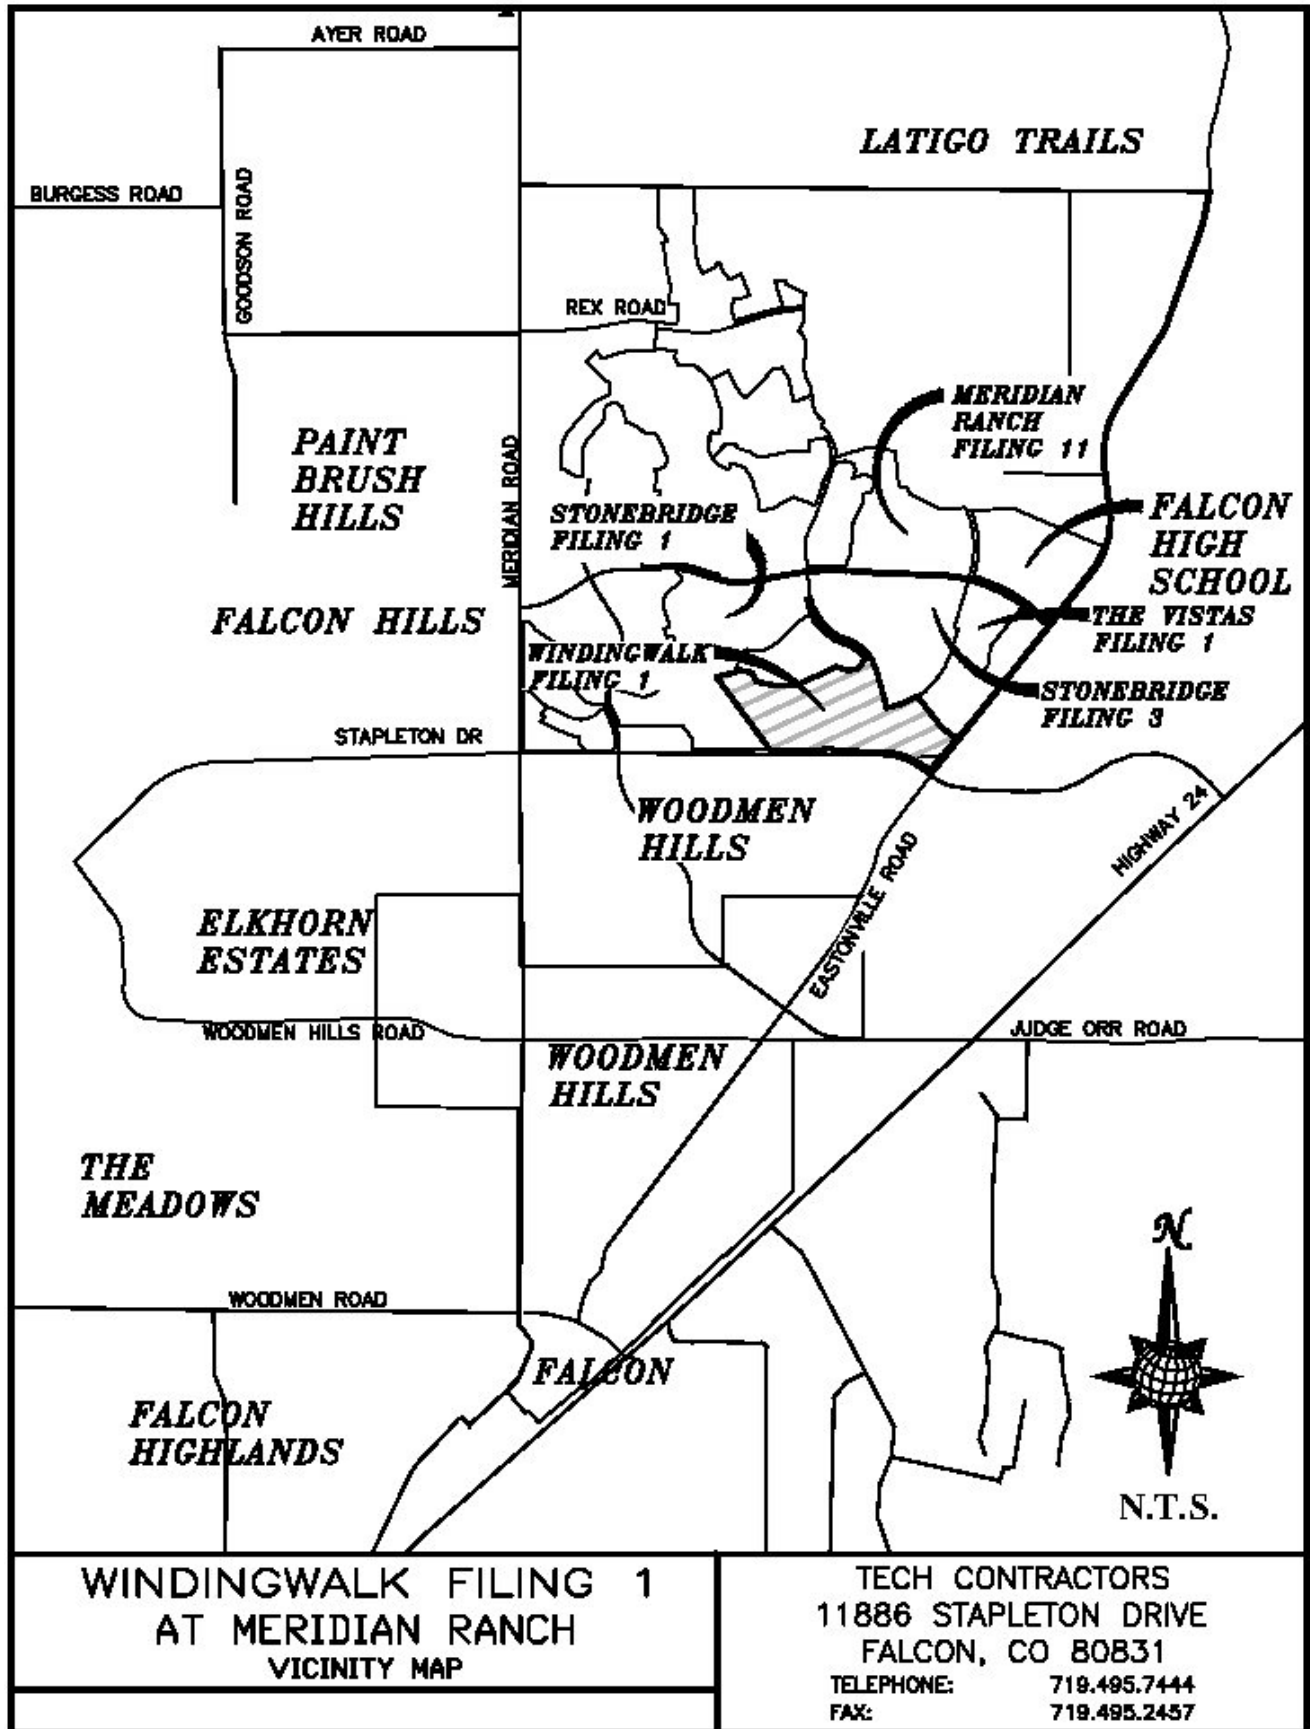 AYER ROAD
LATIGO TRAILS
BURGESS ROAD
GOODSON ROAD
REX ROAD
MERIDIAN
RANCH
FILING 11
PAINT
BRUSH
HILLS
MERIDIAN ROAD
STONEBRIDGE
FILING 1
FALCON
HIGH
SCHOOL
FALCON HILLS
THE VISTAS
FILING 1
WINDINGWALK
FILING 1
STONEBRIDGE
FILING 3
STAPLETON DR
WOODMEN
HILLS
HIGHWAY 24
EASTONVILLE ROAD
ELKHORN
ESTATES
WOODMEN HILLS ROAD
JUDGE ORR ROAD
WOODMEN
HILLS
THE
MEADOWS
N
WOODMEN ROAD
FALCON
FALCON
HIGHLANDS
N.T.S.
WINDINGWALK FILING 1
AT MERIDIAN RANCH
VICINITY MAP
TECH CONTRACTORS
11886 STAPLETON DRIVE
FALCON, CO 80831
TELEPHONE: 719.495.7444
FAX: 719.495.2457